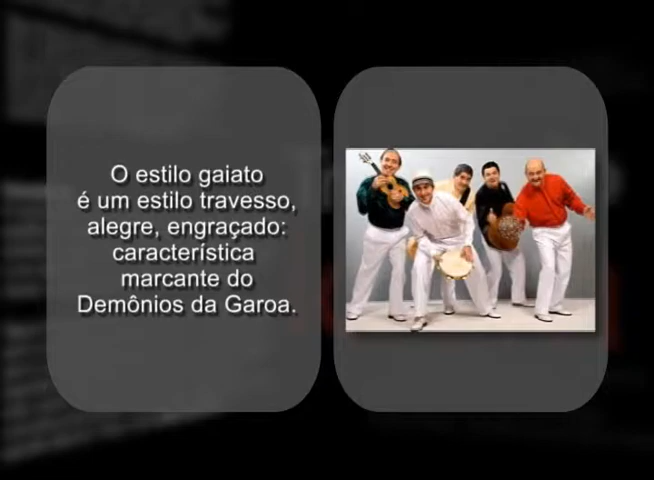 O estilo gaiato
é um estilo travesso,
alegre, engraçado:
característica
marcante do
Demônios da Garoa.